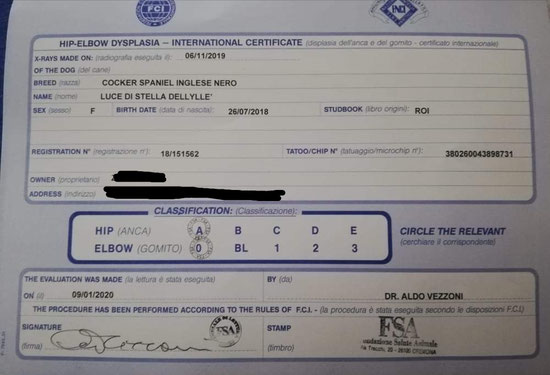 FCI
HIP-ELBOW DYSPLASIA – INTERNATIONAL CERTIFICATE (displasia dell'anca e del gomito - certificato internazionale)
X-RAYS MADE ON: (radiografia eseguita il): 06/11/2019
OF THE DOG (del cane)
BREED (razza) COCKER SPANIEL INGLESE NERO
NAME (nome) LUCE DI STELLA DELLYLLE'
SEX (sesso) F BIRTH DATE (data di nascita): 26/07/2018 STUDBOOK (libro origini): ROI
REGISTRATION N° (registrazione n°): 18/151562 TATOO/CHIP N° (tatuaggio/microchip n°): 380260043898731
OWNER (proprietario)
ADDRESS (indirizzo)
CLASSIFICATION: (Classificazione):
HIP (ANCA) A B C D E CIRCLE THE RELEVANT
ELBOW (GOMITO) 0 BL 1 2 3 (cerchiare il corrispondente)
THE EVALUATION WAS MADE (la lettura è stata eseguita) BY (da)
ON (il) 09/01/2020 DR. ALDO VEZZONI
THE PROCEDURE HAS BEEN PERFORMED ACCORDING TO THE RULES OF F.C.I. - (la procedura è stata eseguita secondo le disposizioni F.C.I.)
SIGNATURE FSA STAMP FSA
(firma) (timbro) Fondazione Salute Animale
CREMONA